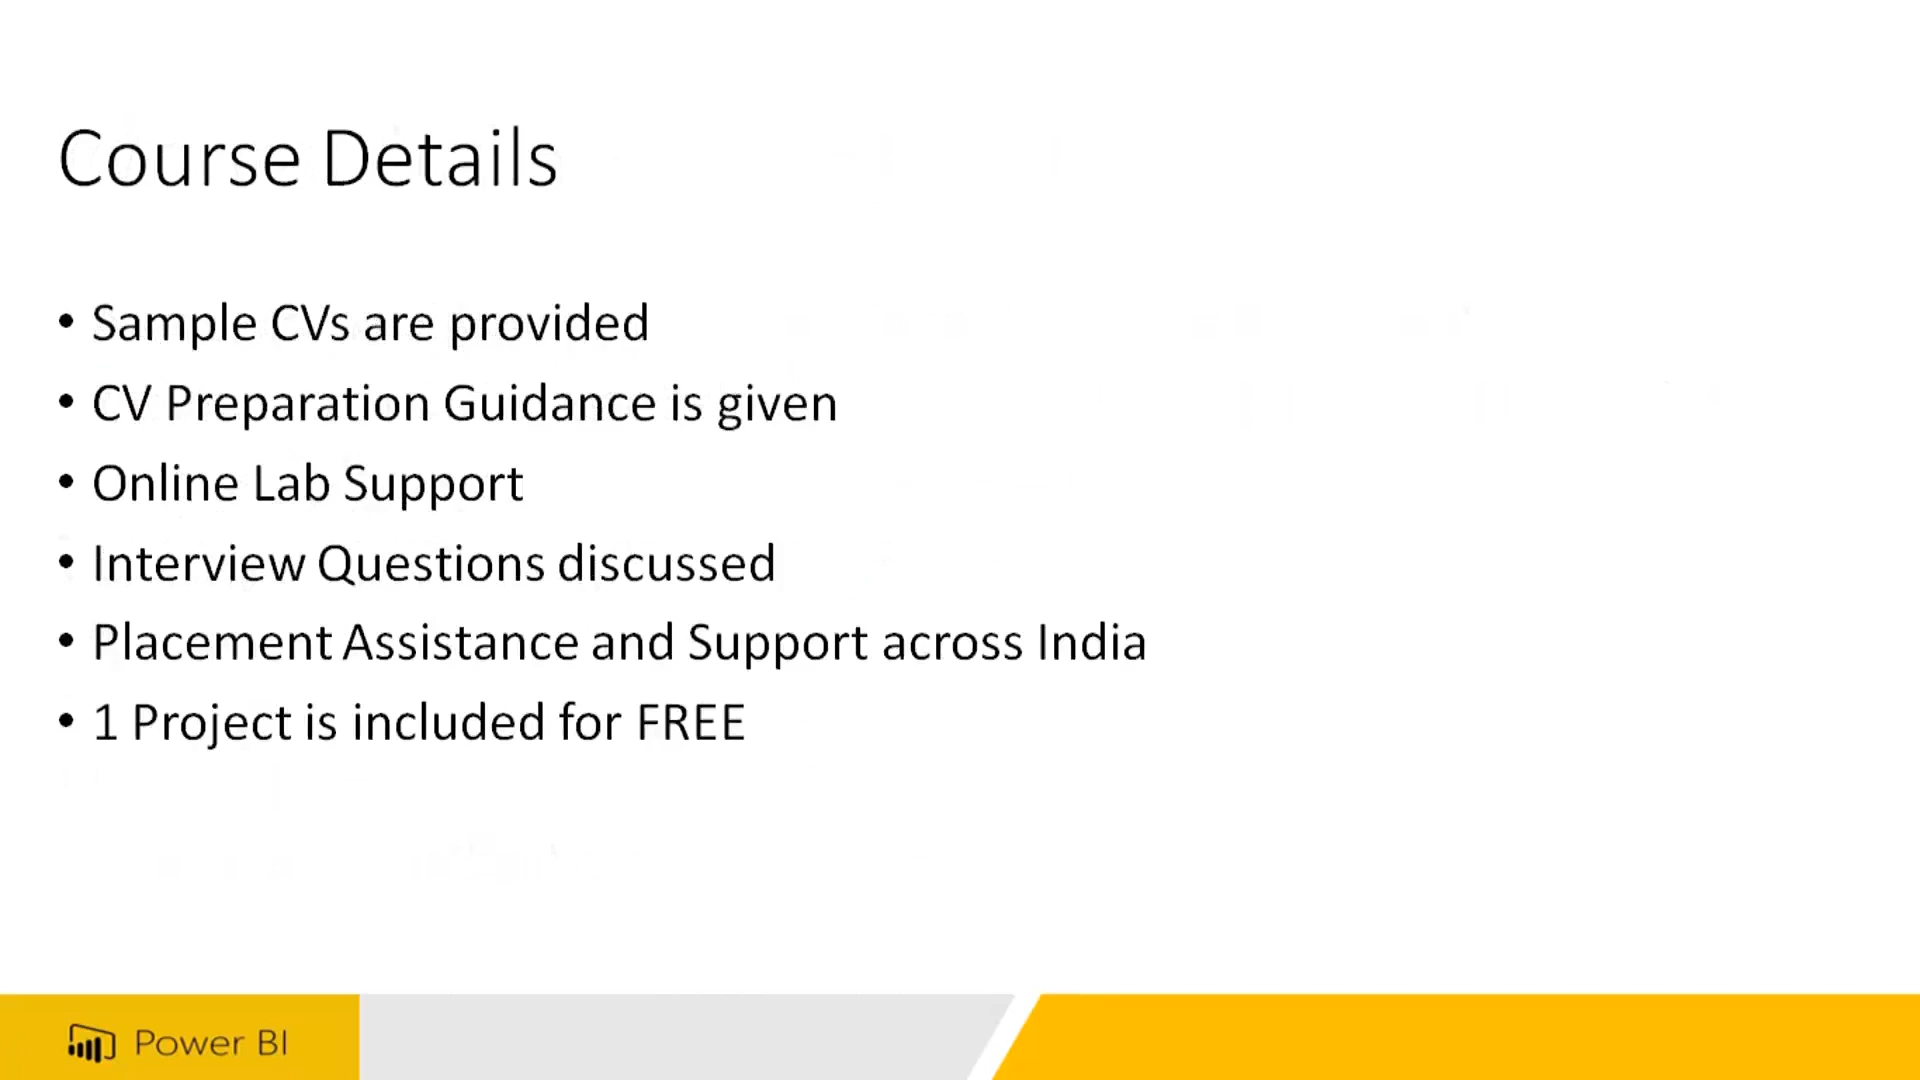 Course Details
• Sample CVs are provided
• CV Preparation Guidance is given
• Online Lab Support
• Interview Questions discussed
• Placement Assistance and Support across India
• 1 Project is included for FREE
Power BI